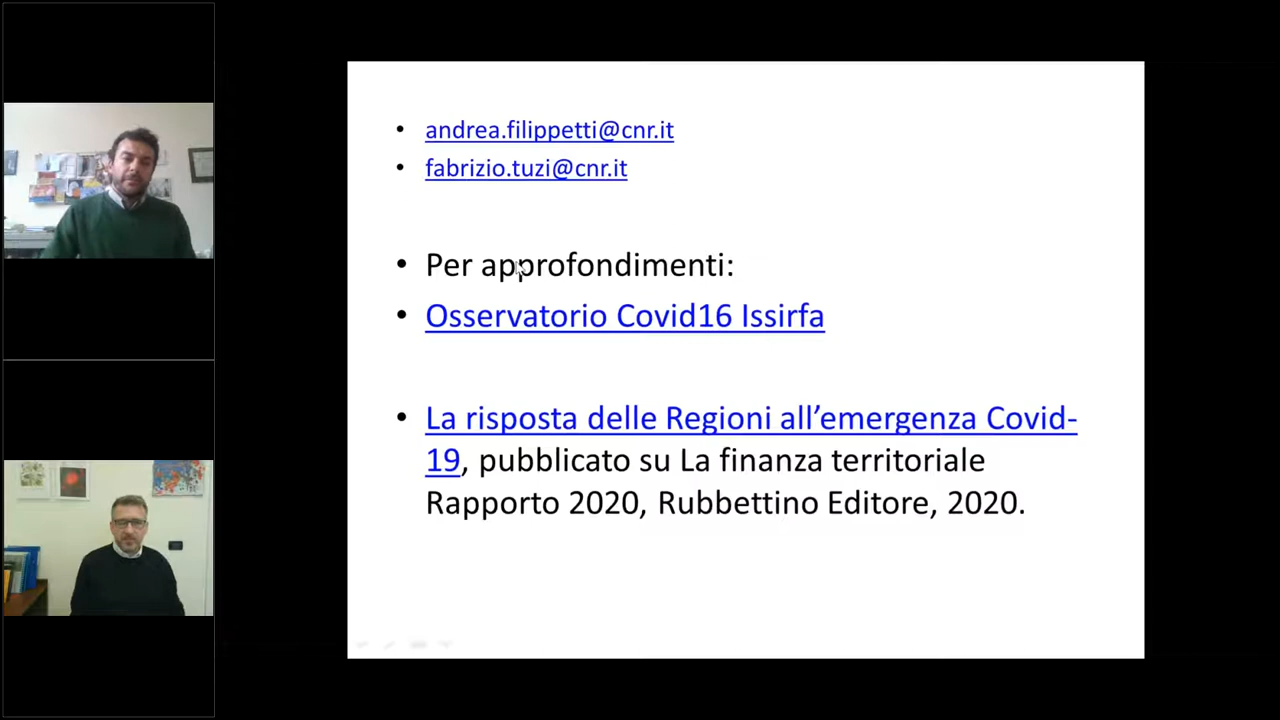 andrea.filippetti@cnr.it
fabrizio.tuzi@cnr.it
Per approfondimenti:
Osservatorio Covid16 Issirfa
La risposta delle Regioni all’emergenza Covid-
19, pubblicato su La finanza territoriale
Rapporto 2020, Rubbettino Editore, 2020.